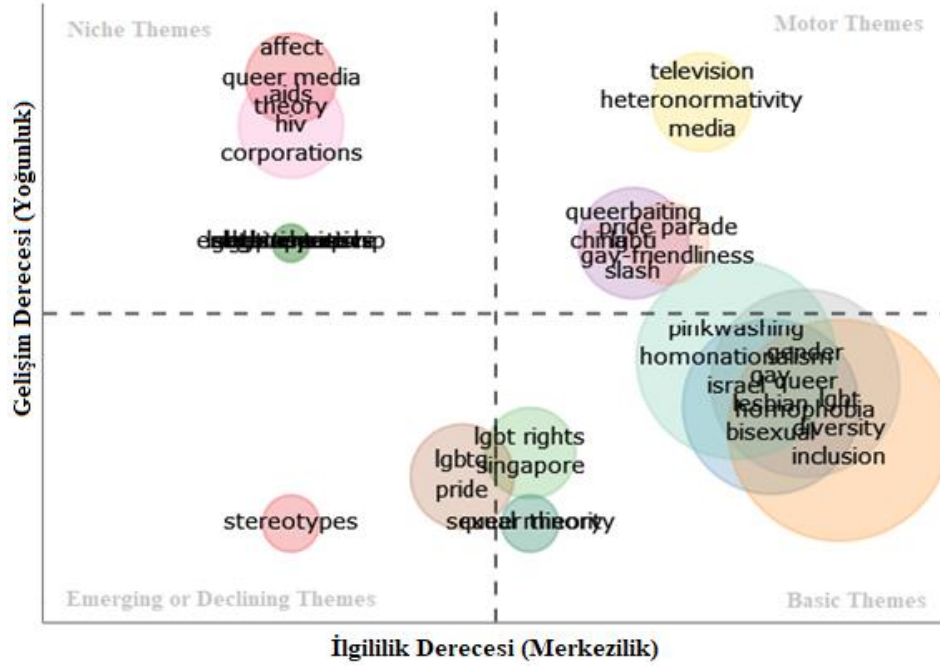 Niche Themes
Motor Themes
affect
queer media
aids
theory
hiv
corporations
television
heteronormativity
media
queerbaiting
pride parade
china
gay-friendliness
slash
pinkwashing
homonationalism
gender
israel
gay
queer
lesbian
lgbt
homophobia
bisexual
diversity
inclusion
lgbt rights
singapore
lgbtq
pride
stereotypes
Emerging or Declining Themes
Basic Themes
Gelişim Derecesi (Yoğunluk)
İlgililik Derecesi (Merkezilik)